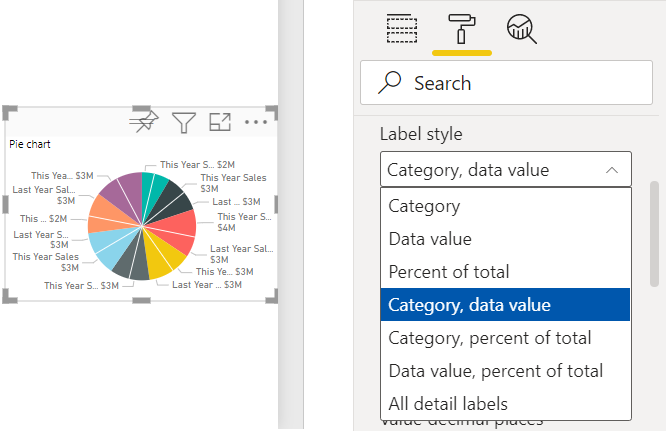 Pie chart
This Year S... $2M
This Year Sales
$3M
Last ... $3M
This Year S...
$4M
Last Year Sal...
$3M
This Ye... $3M
Last Year ... $3M
This Year S... $3M
This Year Sales
$3M
Last Year S...
$3M
This ... $2M
Last Year Sal...
$3M
This Yea... $3M
Search
Label style
Category, data value
Category
Data value
Percent of total
Category, data value
Category, percent of total
Data value, percent of total
All detail labels
Value decimal places